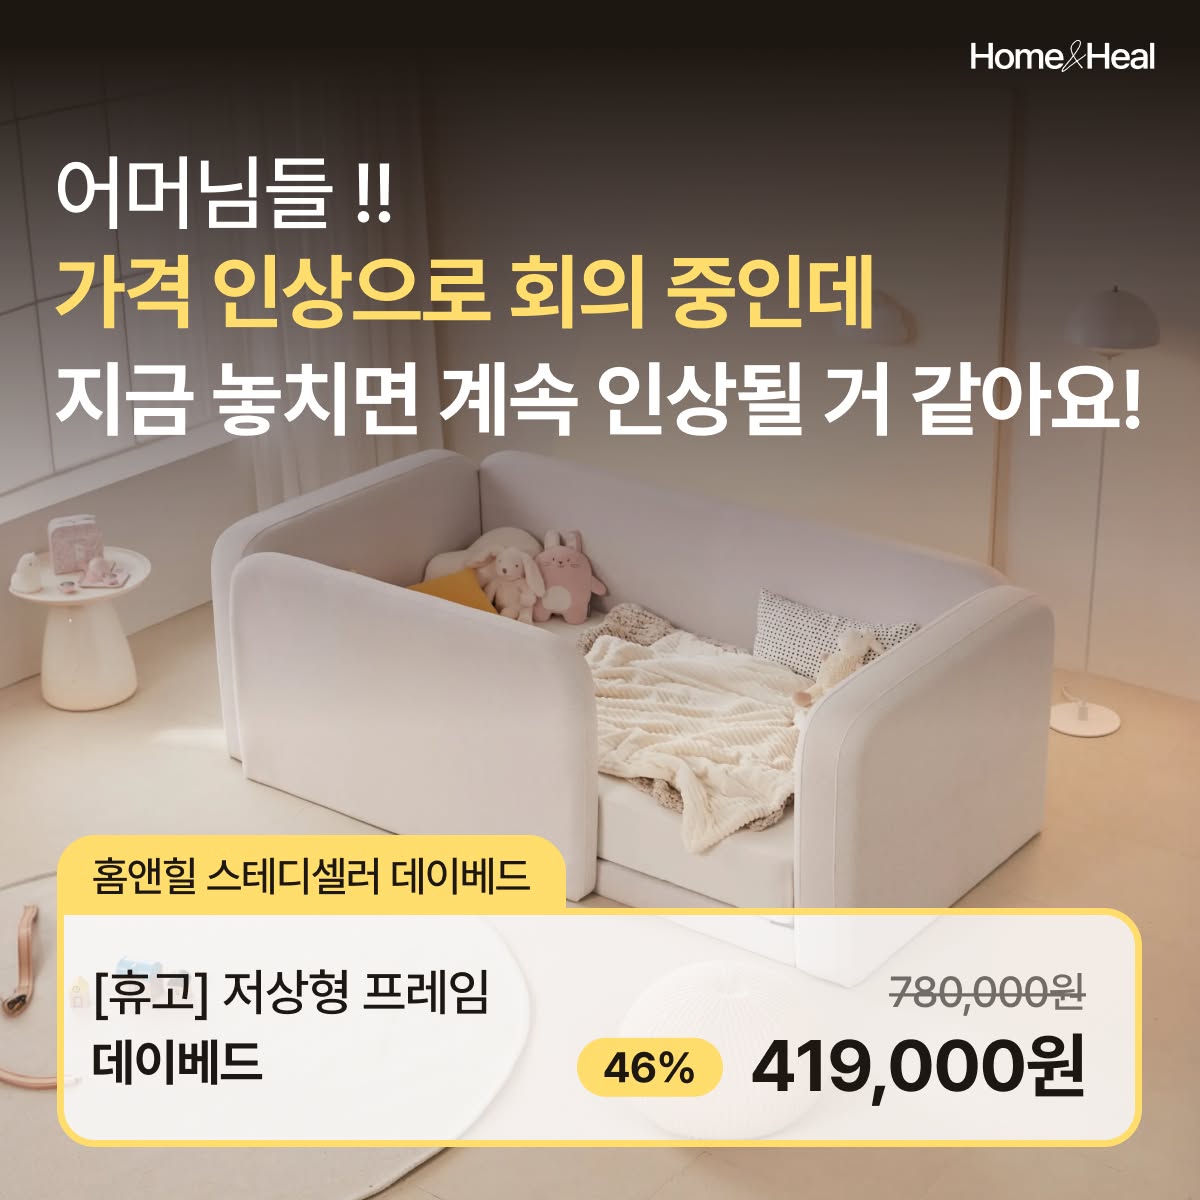 Home&Heal
어머님들 !!
가격 인상으로 회의 중인데
지금 놓치면 계속 인상될 거 같아요!
홈앤힐 스테디셀러 데이베드
[휴고] 저상형 프레임
데이베드
780,000원
46% 419,000원